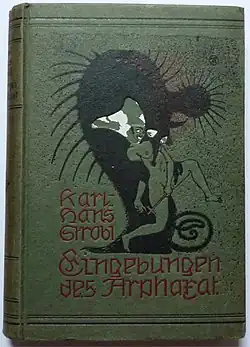 Karl
Hans
Strobl
Eingebungen
des Arphaxat